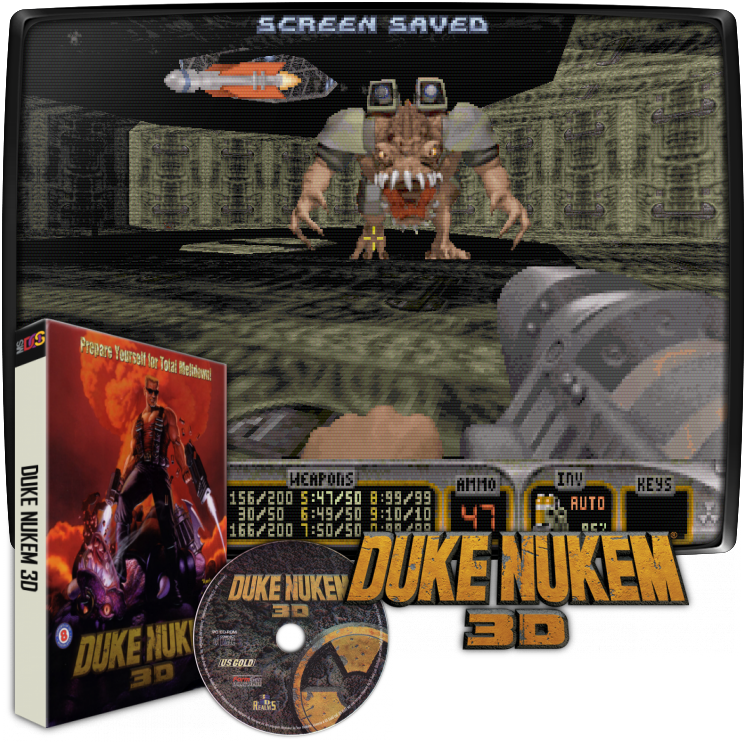 SCREEN SAVED
Prepare Yourself for Total Meltdown!
DUKE NUKEM 3D
DUKE NUKEM
3D
WEAPONS
156/200 5:47/50 8:99/99
30/50 6:49/50 9:10/10
166/200 7:50/50
AMMO
47
INV
AUTO
KEYS
DUKE NUKEM
3D
U.S. GOLD
REALMS
DUKE NUKEM
3D